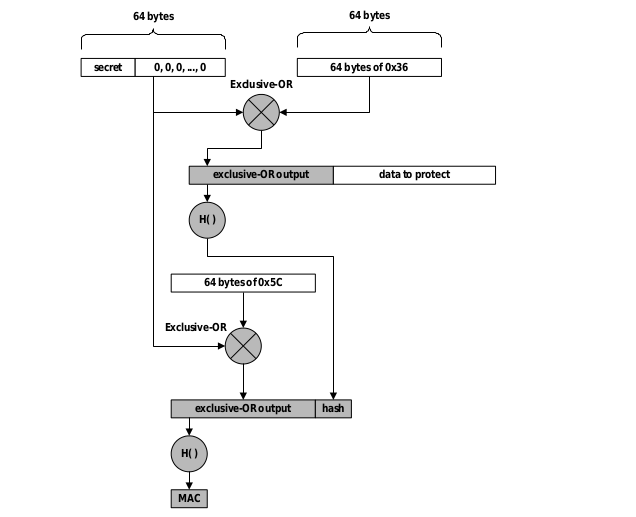 64 bytes
64 bytes
secret
0, 0, 0, ..., 0
64 bytes of 0x36
Exclusive-OR
exclusive-OR output
data to protect
H( )
64 bytes of 0x5C
Exclusive-OR
exclusive-OR output
hash
H( )
MAC